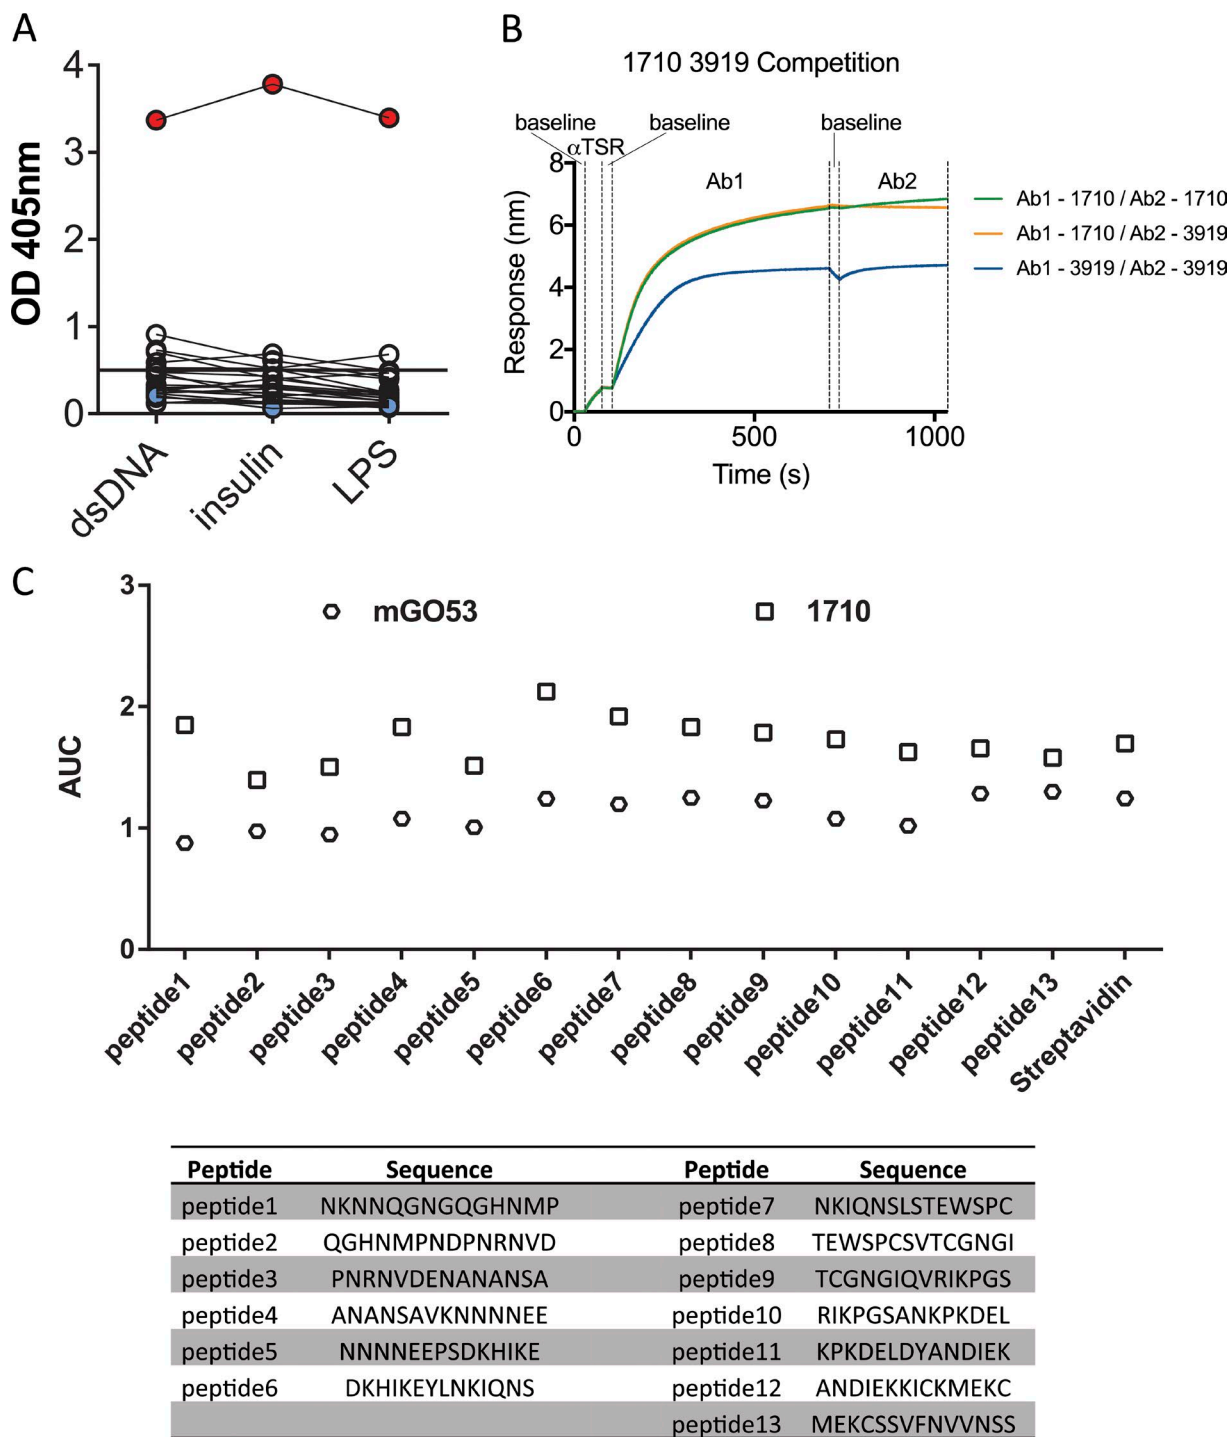 A
4
3
2
1
0
OD 405nm
dsDNA
insulin
LPS
B
1710 3919 Competition
baseline
αTSR
baseline
baseline
8
6
4
2
0
Response (nm)
Ab1
Ab2
0
500
1000
Time (s)
Ab1 - 1710 / Ab2 - 1710
Ab1 - 1710 / Ab2 - 3919
Ab1 - 3919 / Ab2 - 3919
C
3
2
1
0
AUC
mGO53
1710
peptide1
peptide2
peptide3
peptide4
peptide5
peptide6
peptide7
peptide8
peptide9
peptide10
peptide11
peptide12
peptide13
Streptavidin
Peptide Sequence Peptide Sequence
peptide1 NKNNQGNGQGHNMP peptide7 NKIQNSLSTEWSPC
peptide2 QGHNMPNDPNRNVD peptide8 TEWSPCSVTCGNGI
peptide3 PNRNVDENANANSA peptide9 TCGNGIQVRIKPGS
peptide4 ANANSAVKNNNNEE peptide10 RIKPGSANKPKDEL
peptide5 NNNNEEPSDKHIKE peptide11 KPKDELDYANDIEK
peptide6 DKHIKEYLNKIQNS peptide12 ANDIEKKICKMEKC
peptide13 MEKCSSVFNVVNSS